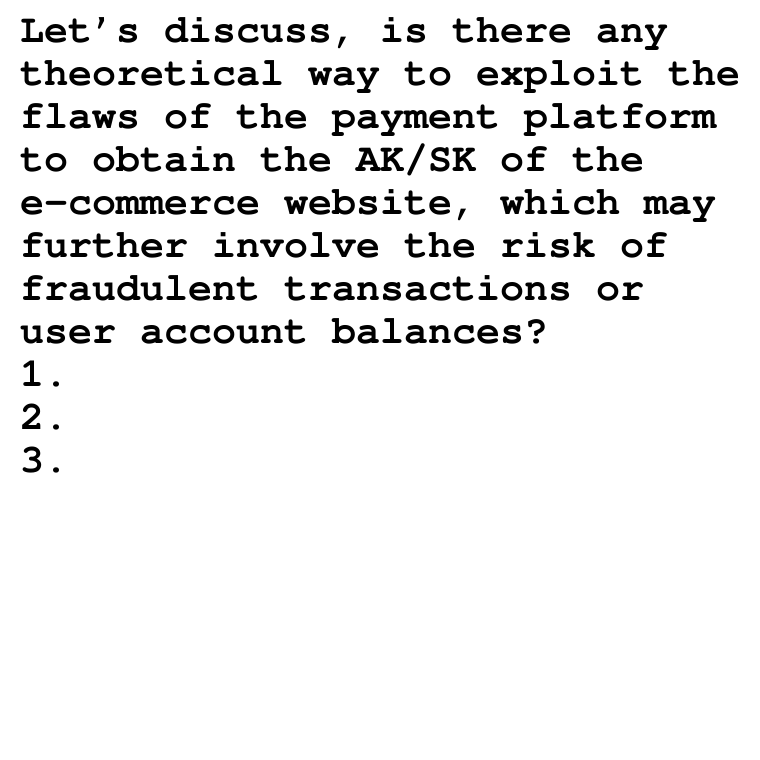 Let’s discuss, is there any
theoretical way to exploit the
flaws of the payment platform
to obtain the AK/SK of the
e-commerce website, which may
further involve the risk of
fraudulent transactions or
user account balances?
1.
2.
3.